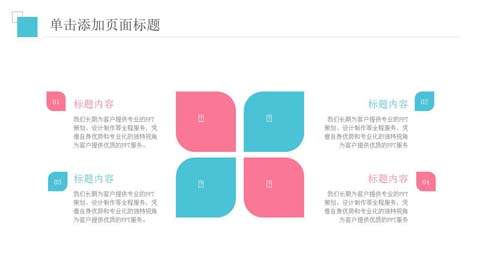 单击添加页面标题
01
标题内容
我们长期为客户提供专业的PPT
策划、设计制作等全程服务，凭
借自身优势和专业化的独特视角
为客户提供优质的PPT服务。
02
标题内容
我们长期为客户提供专业的PPT
策划、设计制作等全程服务，凭
借自身优势和专业化的独特视角
为客户提供优质的PPT服务
03
标题内容
我们长期为客户提供专业的PPT
策划、设计制作等全程服务，凭
借自身优势和专业化的独特视角
为客户提供优质的PPT服务。
04
标题内容
我们长期为客户提供专业的PPT
策划、设计制作等全程服务，凭
借自身优势和专业化的独特视角
为客户提供优质的PPT服务